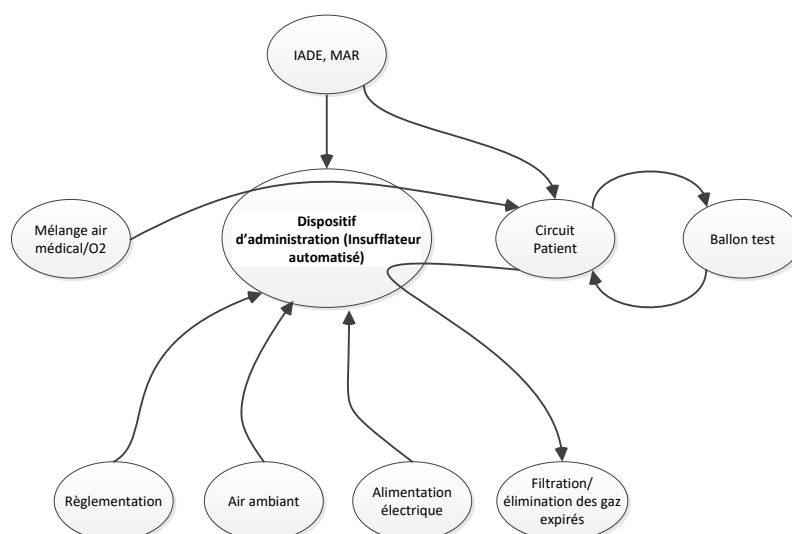 IADE, MAR
Mélange air
médical/O2
Dispositif
d’administration (Insufflateur
automatisé)
Circuit
Patient
Ballon test
Règlementation
Air ambiant
Alimentation
électrique
Filtration/
élimination des gaz
expirés